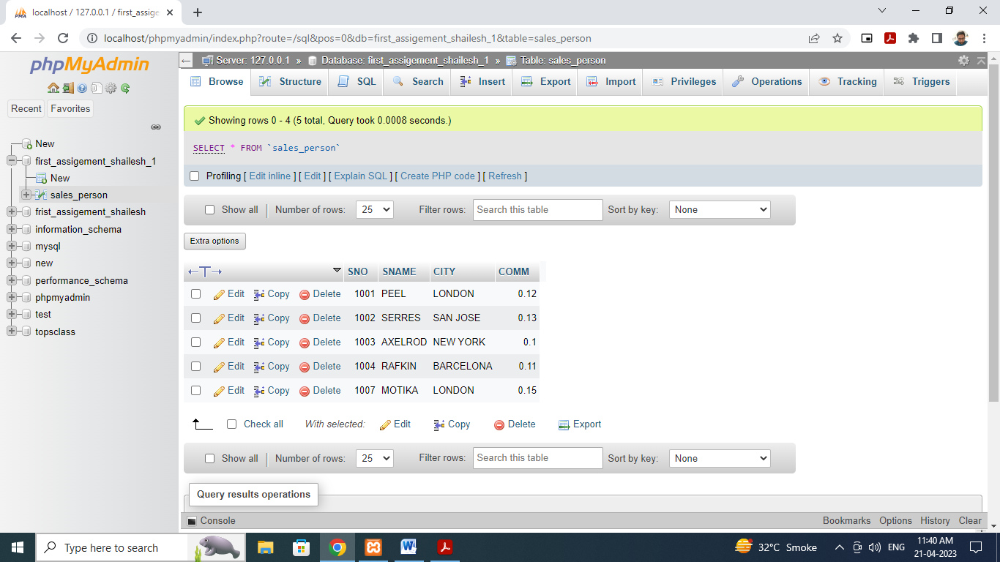 localhost / 127.0.0.1 / first_assige
localhost/phpmyadmin/index.php?route=/sql&pos=0&db=first_assigement_shailesh_1&table=sales_person
phpMyAdmin
Recent Favorites
New
first_assigement_shailesh_1
New
sales_person
frist_assigement_shailesh
information_schema
mysql
new
performance_schema
phpmyadmin
test
topsclass
Server: 127.0.0.1 » Database: first_assigement_shailesh_1 » Table: sales_person
Browse Structure SQL Search Insert Export Import Privileges Operations Tracking Triggers
Showing rows 0 - 4 (5 total, Query took 0.0008 seconds.)
SELECT * FROM `sales_person`
Profiling [ Edit inline ] [ Edit ] [ Explain SQL ] [ Create PHP code ] [ Refresh ]
Show all | Number of rows: 25 Filter rows: Search this table Sort by key: None
Extra options
←T→ SNO SNAME CITY COMM
Edit Copy Delete 1001 PEEL LONDON 0.12
Edit Copy Delete 1002 SERRES SAN JOSE 0.13
Edit Copy Delete 1003 AXELROD NEW YORK 0.1
Edit Copy Delete 1004 RAFKIN BARCELONA 0.11
Edit Copy Delete 1007 MOTIKA LONDON 0.15
Check all With selected: Edit Copy Delete Export
Show all | Number of rows: 25 Filter rows: Search this table Sort by key: None
Query results operations
Console Bookmarks Options History Clear
Type here to search 32°C Smoke ENG 11:40 AM
21-04-2023